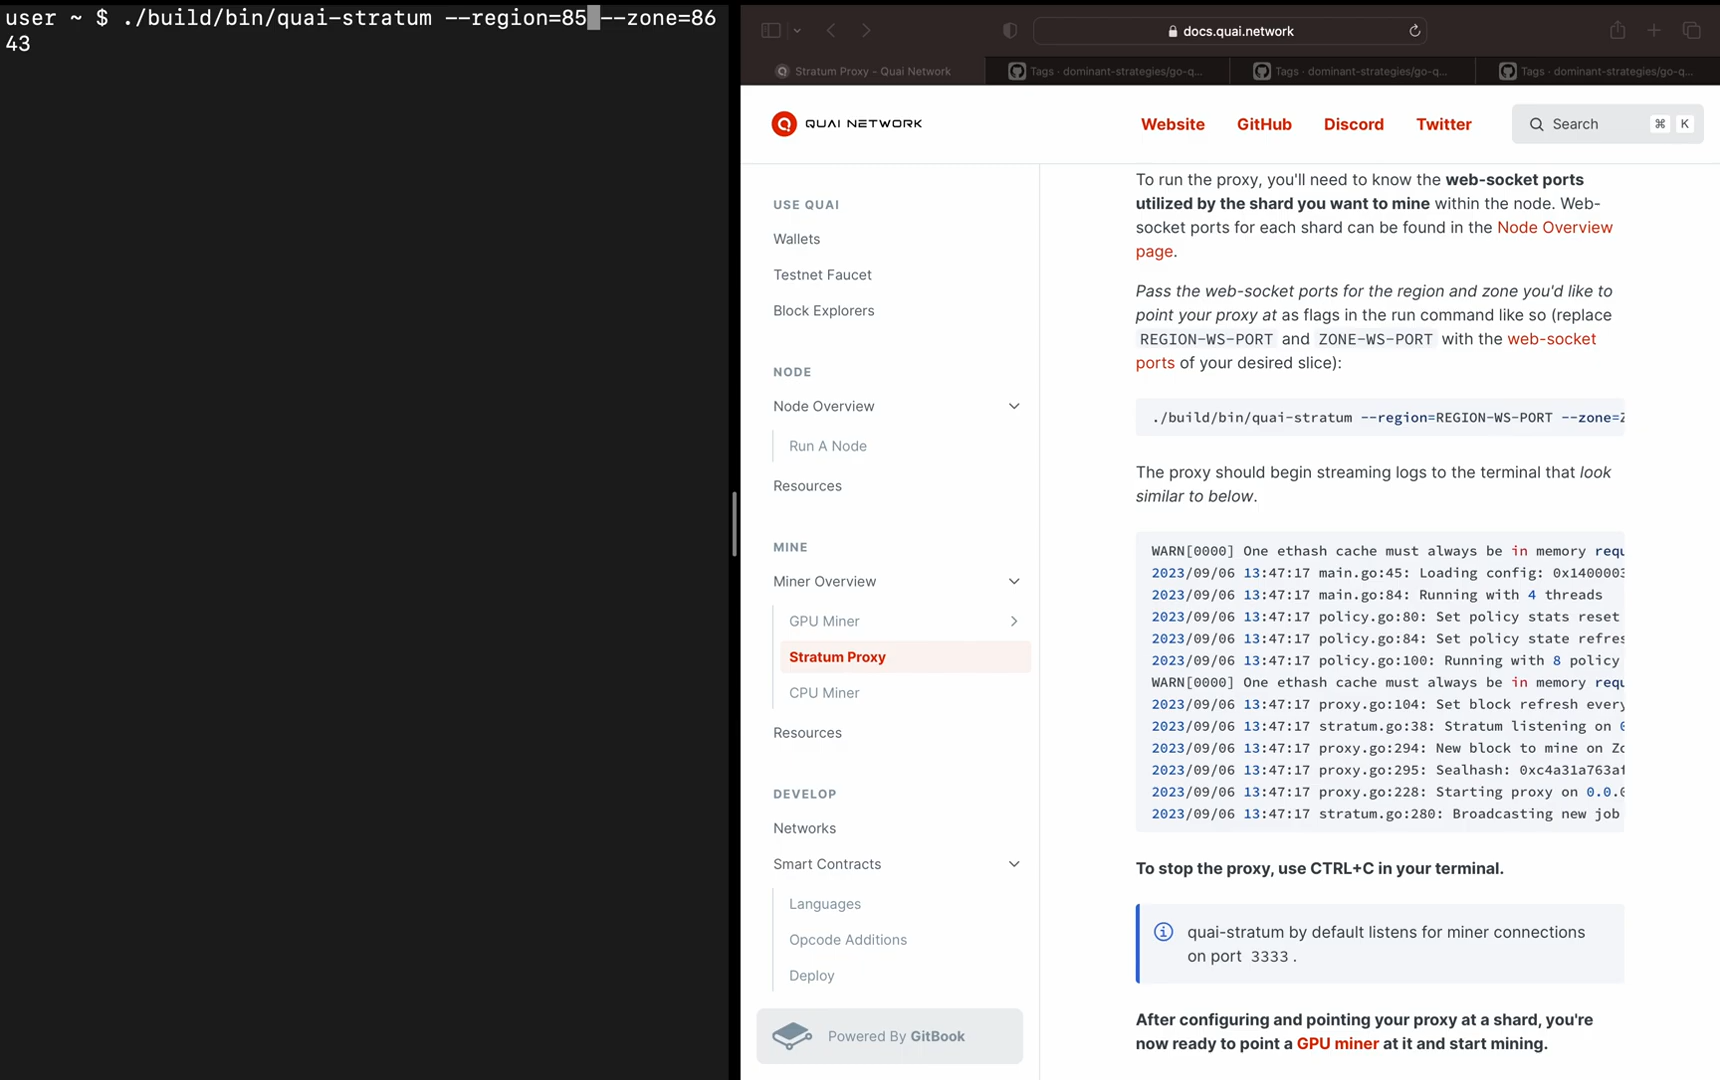 user ~ $ ./build/bin/quai-stratum --region=85 --zone=86
43
docs.quai.network
Stratum Proxy - Quai Network
Tags · dominant-strategies/go-q...
Tags · dominant-strategies/go-q...
Tags · dominant-strategies/go-q...
QUAI NETWORK
Website
GitHub
Discord
Twitter
Search
⌘ K
USE QUAI
Wallets
Testnet Faucet
Block Explorers
NODE
Node Overview
Run A Node
Resources
MINE
Miner Overview
GPU Miner
Stratum Proxy
CPU Miner
Resources
DEVELOP
Networks
Smart Contracts
Languages
Opcode Additions
Deploy
Powered By GitBook
To run the proxy, you'll need to know the web-socket ports
utilized by the shard you want to mine within the node. Web-
socket ports for each shard can be found in the Node Overview
page.
Pass the web-socket ports for the region and zone you'd like to
point your proxy at as flags in the run command like so (replace
REGION-WS-PORT and ZONE-WS-PORT with the web-socket
ports of your desired slice):
./build/bin/quai-stratum --region=REGION-WS-PORT --zone=Z
The proxy should begin streaming logs to the terminal that look
similar to below.
WARN[0000] One ethash cache must always be in memory requ
2023/09/06 13:47:17 main.go:45: Loading config: 0x1400003
2023/09/06 13:47:17 main.go:84: Running with 4 threads
2023/09/06 13:47:17 policy.go:80: Set policy stats reset
2023/09/06 13:47:17 policy.go:84: Set policy state refres
2023/09/06 13:47:17 policy.go:100: Running with 8 policy
WARN[0000] One ethash cache must always be in memory requ
2023/09/06 13:47:17 proxy.go:104: Set block refresh every
2023/09/06 13:47:17 stratum.go:38: Stratum listening on 0
2023/09/06 13:47:17 proxy.go:294: New block to mine on Zo
2023/09/06 13:47:17 proxy.go:295: Sealhash: 0xc4a31a763af
2023/09/06 13:47:17 proxy.go:228: Starting proxy on 0.0.0
2023/09/06 13:47:17 stratum.go:280: Broadcasting new job
To stop the proxy, use CTRL+C in your terminal.
quai-stratum by default listens for miner connections
on port 3333 .
After configuring and pointing your proxy at a shard, you're
now ready to point a GPU miner at it and start mining.